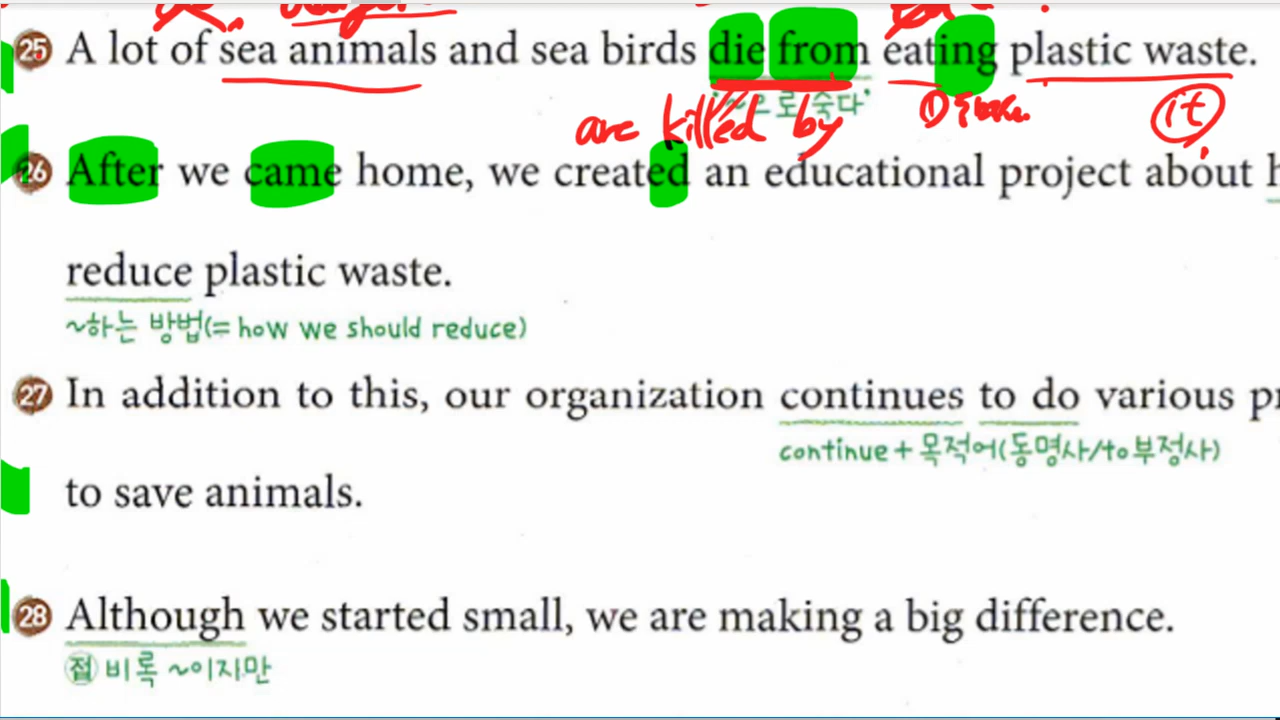 25 A lot of sea animals and sea birds die from eating plastic waste.
로 죽다'
are killed by
it
26 After we came home, we created an educational project about h
reduce plastic waste.
~하는 방법(= how we should reduce)
27 In addition to this, our organization continues to do various pr
continue + 목적어(동명사/to부정사)
to save animals.
28 Although we started small, we are making a big difference.
접 비록 ~이지만